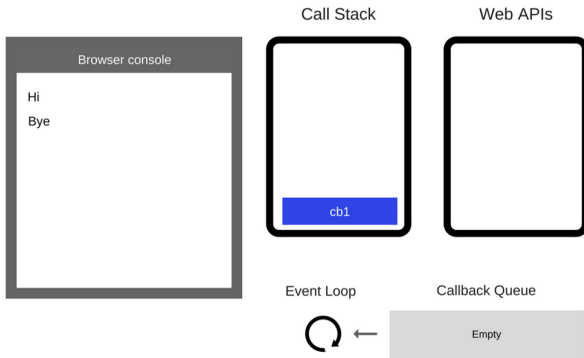 Call Stack
Web APIs
Browser console
Hi
Bye
cb1
Event Loop
Callback Queue
Empty